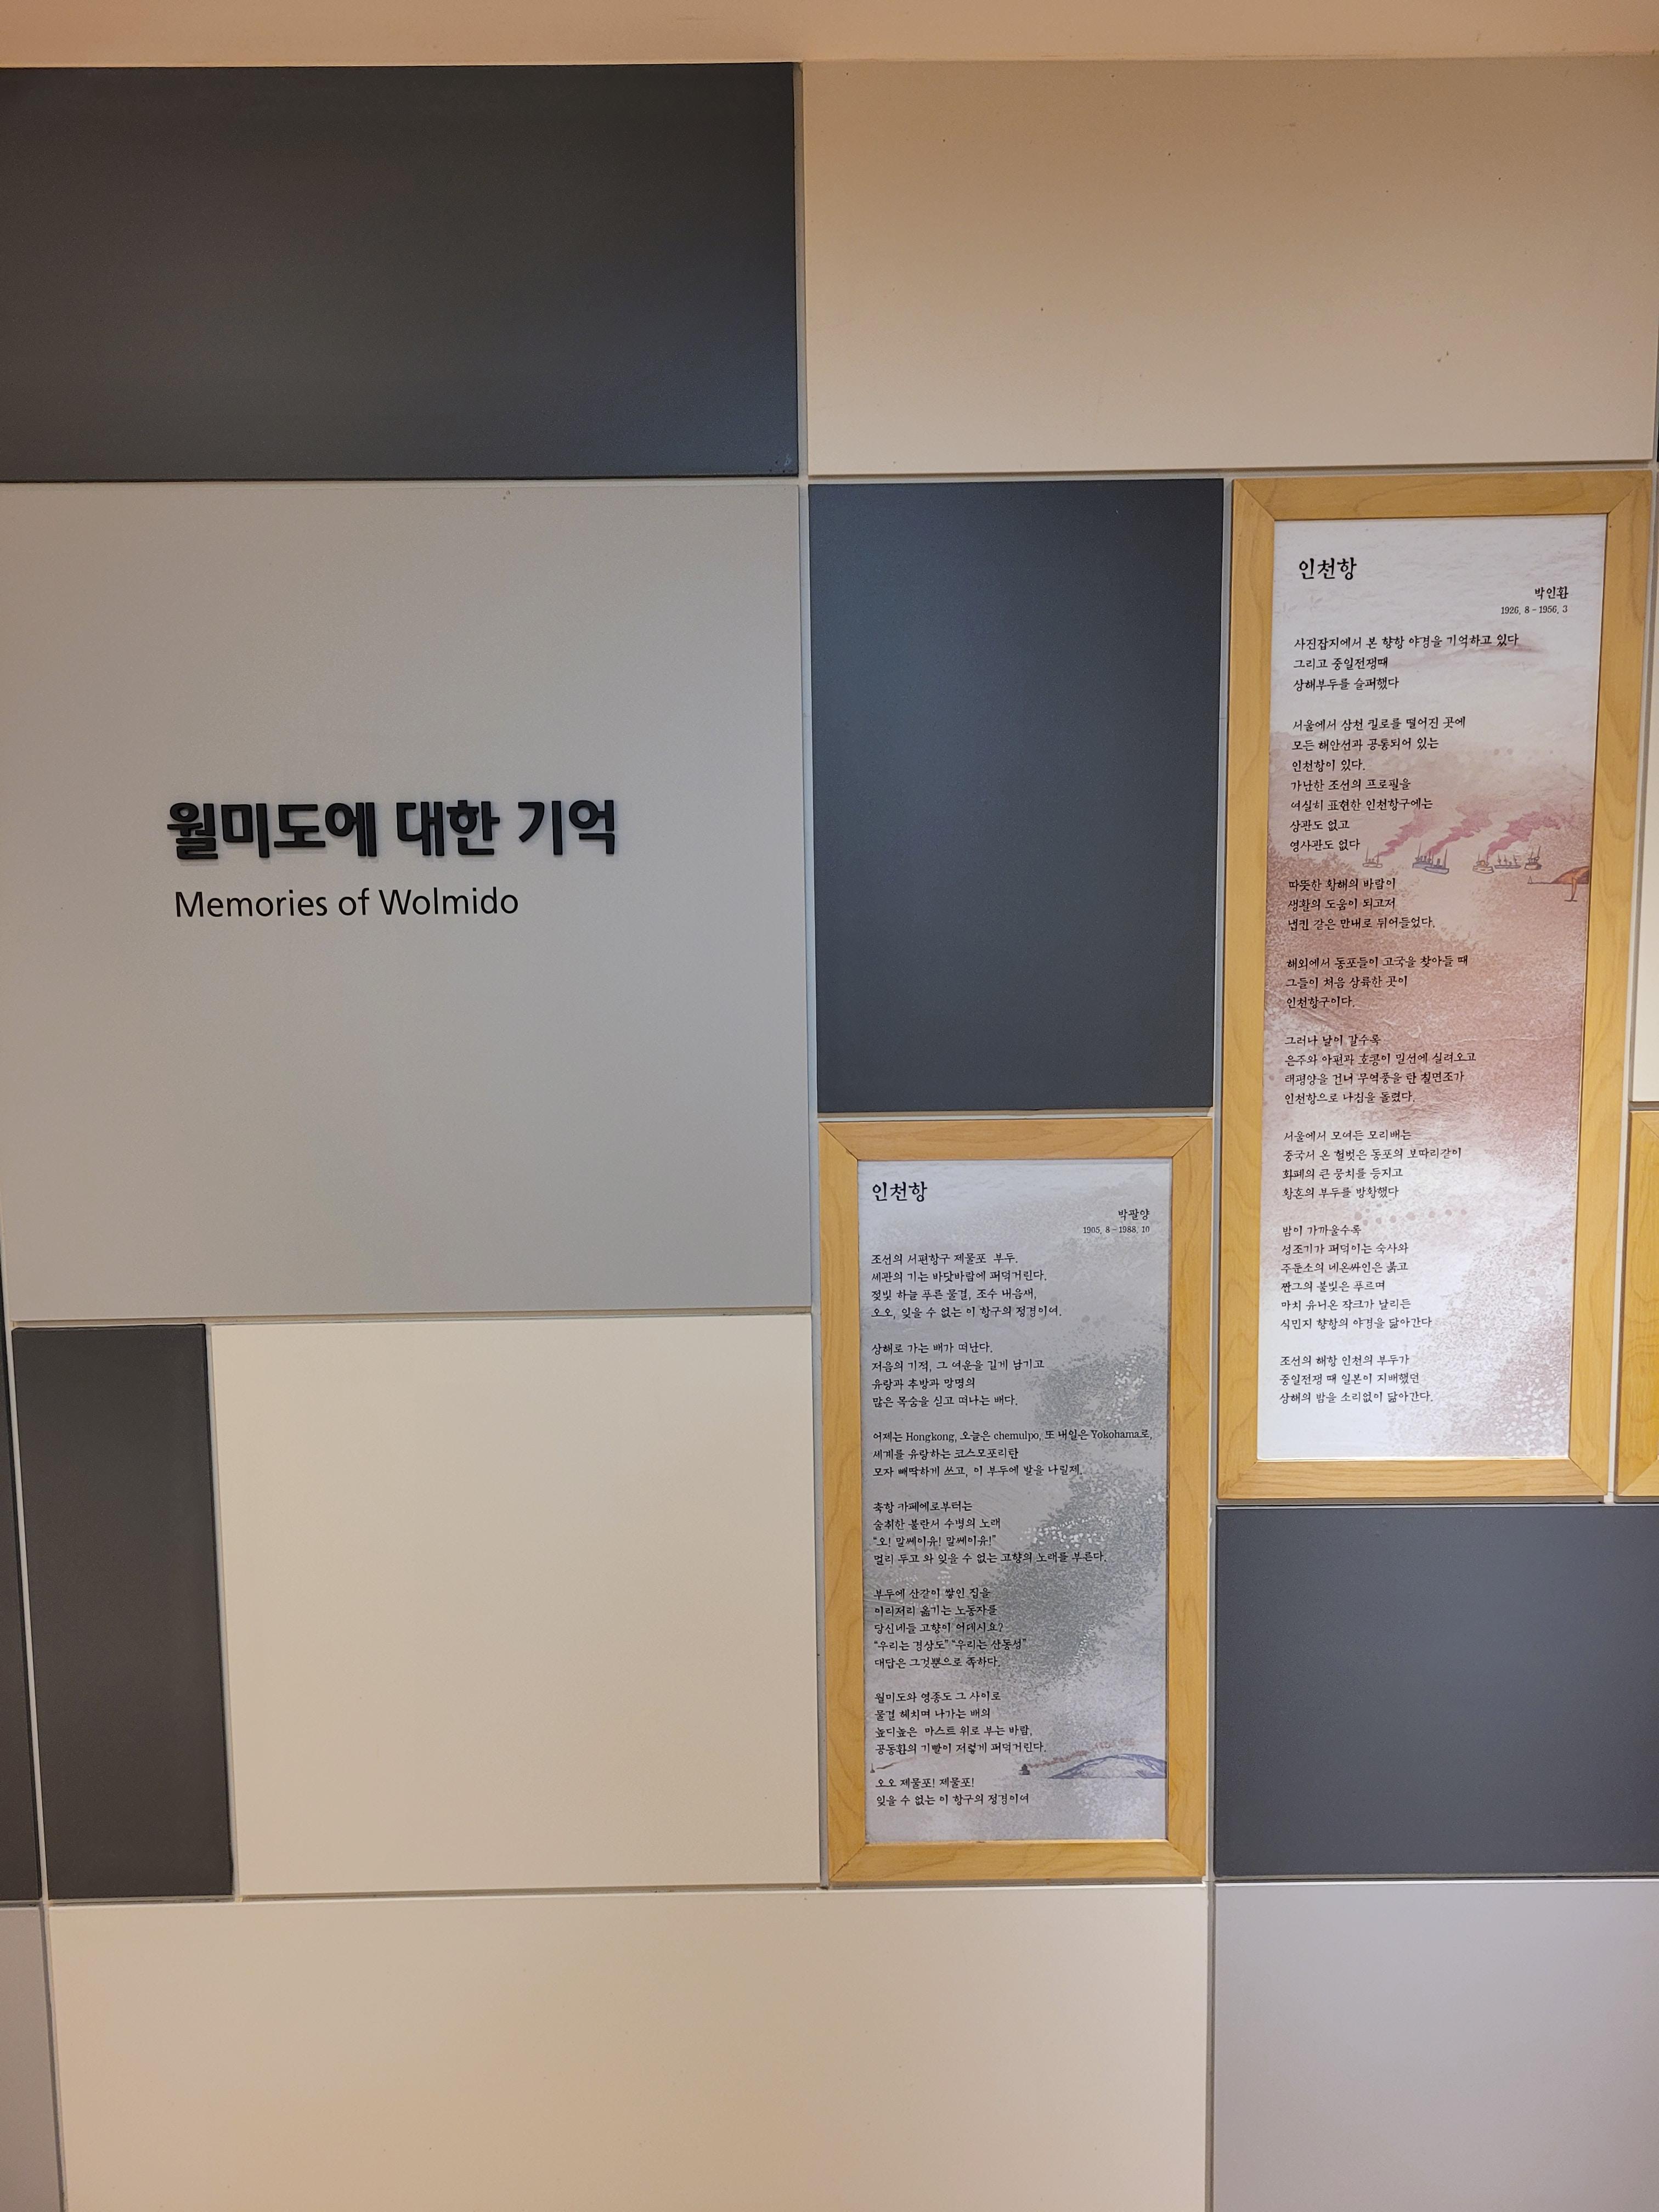 월미도에 대한 기억
Memories of Wolmido
인천항
박팔양
1905. 8 ~ 1988. 10
조선의 서편항구 제물포 부두.
세관의 기는 바닷바람에 퍼덕거린다.
젖빛 하늘 푸른 물결, 조수 내음새,
오오, 잊을 수 없는 이 항구의 정경이여.
상해로 가는 배가 떠난다.
저음의 기적, 그 여운을 길게 남기고
유랑과 추방과 망명의
많은 목숨을 싣고 떠나는 배다.
어제는 Hongkong, 오늘은 chemulpo, 또 내일은 Yokohama로,
세계를 유랑하는 코스모포리탄
모자 빼딱하게 쓰고, 이 부두에 발을 나릴제.
축항 카페에로부터는
술취한 불란서 수병의 노래
"오! 말쎄이유! 말쎄이유!"
멀리 두고 와 잊을 수 없는 고향의 노래를 부른다.
부두에 산같이 쌓인 짐을
이리저리 옮기는 노동자들
당신네들 고향이 어데시요?
"우리는 경상도" "우리는 산동성"
대답은 그것뿐으로 족하다.
월미도와 영종도 그 사이로
물결 헤치며 나가는 배의
높디높은 마스트 위로 부는 바람,
공동환의 기빨이 저렇게 퍼덕거린다.
오오 제물포! 제물포!
잊을 수 없는 이 항구의 정경이여
인천항
박인환
1926. 8 - 1956. 3
사진잡지에서 본 향항 야경을 기억하고 있다
그리고 중일전쟁때
상해부두를 슬퍼했다
서울에서 삼천 킬로를 떨어진 곳에
모든 해안선과 공통되어 있는
인천항이 있다.
가난한 조선의 프로필을
여실히 표현한 인천항구에는
상관도 없고
영사관도 없다
따뜻한 황해의 바람이
생활의 도움이 되고저
냅킨 같은 만내로 뛰어들었다.
해외에서 동포들이 고국을 찾아들 때
그들이 처음 상륙한 곳이
인천항구이다.
그러나 날이 갈수록
은주와 아편과 호콩이 밀선에 실려오고
태평양을 건너 무역풍을 탄 칠면조가
인천항으로 나침을 돌렸다.
서울에서 모여든 모리배는
중국서 온 헐벗은 동포의 보따리같이
화폐의 큰 뭉치를 등지고
황혼의 부두를 방황했다
밤이 가까울수록
성조기가 퍼덕이는 숙사와
주둔소의 네온싸인은 붉고
짠그의 불빛은 푸르며
마치 유니온 작크가 날리든
식민지 향항의 야경을 닮아간다
조선의 해항 인천의 부두가
중일전쟁 때 일본이 지배했던
상해의 밤을 소리없이 닮아간다.